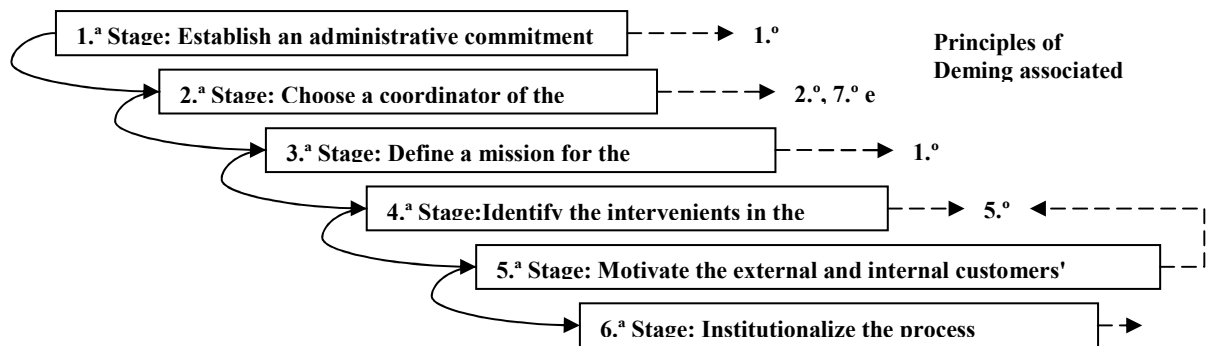 1.ª Stage: Establish an administrative commitment
1.º
Principles of
Deming associated
2.ª Stage: Choose a coordinator of the
2.º, 7.º e
3.ª Stage: Define a mission for the
1.º
4.ª Stage:Identify the intervenients in the
5.º
5.ª Stage: Motivate the external and internal customers'
6.ª Stage: Institutionalize the process